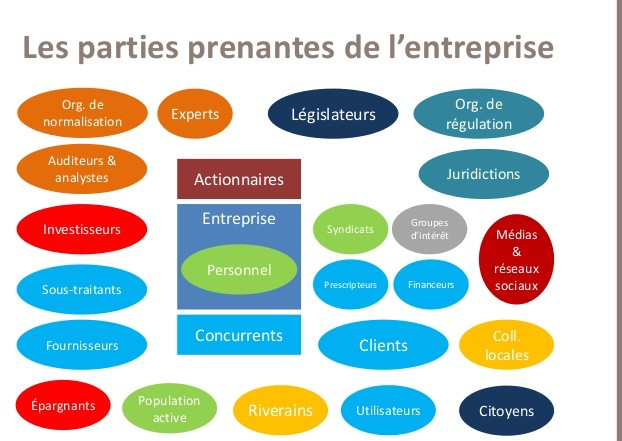 Les parties prenantes de l’entreprise
Org. de
normalisation
Experts
Législateurs
Org. de
régulation
Auditeurs &
analystes
Actionnaires
Juridictions
Investisseurs
Entreprise
Personnel
Syndicats
Groupes
d’intérêt
Médias
&
réseaux
sociaux
Sous-traitants
Prescripteurs
Financeurs
Fournisseurs
Concurrents
Clients
Coll.
locales
Épargnants
Population
active
Riverains
Utilisateurs
Citoyens